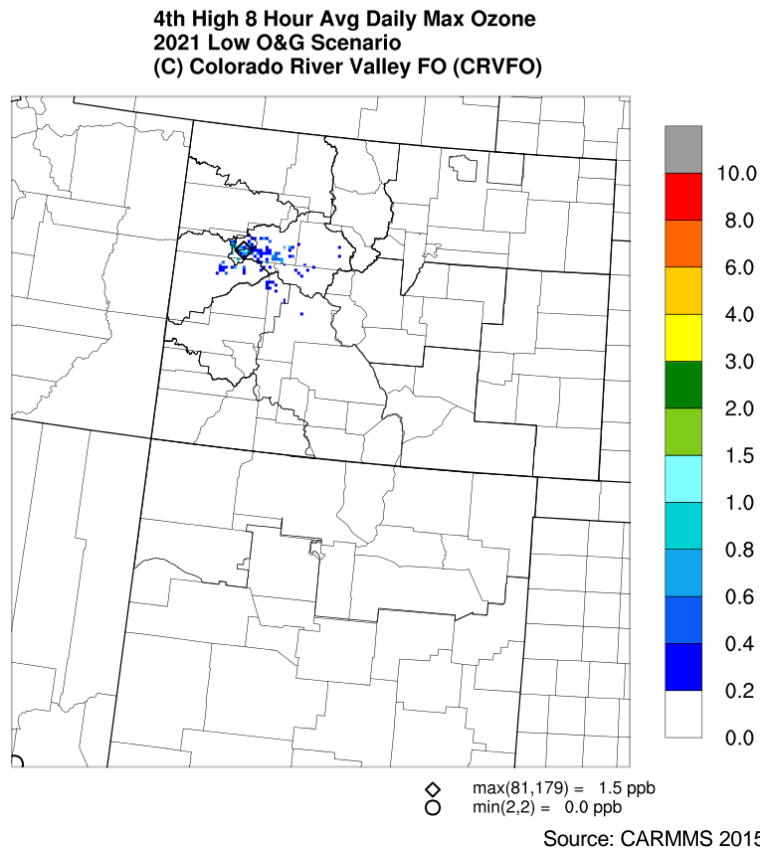 4th High 8 Hour Avg Daily Max Ozone
2021 Low O&G Scenario
(C) Colorado River Valley FO (CRVFO)
10.0
8.0
6.0
4.0
3.0
2.0
1.5
1.0
0.8
0.6
0.4
0.2
0.0
max(81,179) = 1.5 ppb
min(2,2) = 0.0 ppb
Source: CARMMS 2015